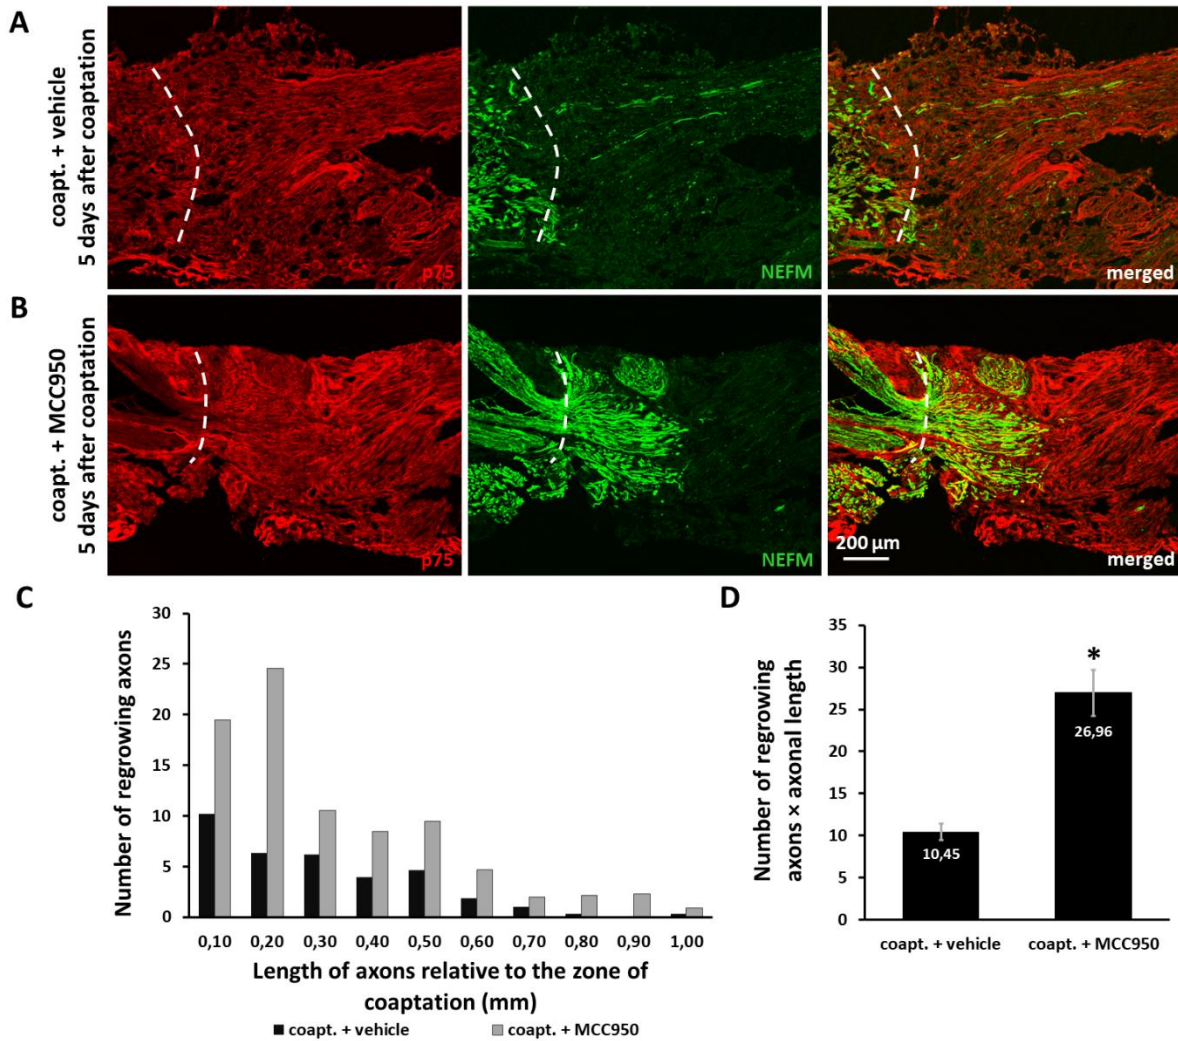 A
coapt. + vehicle
5 days after coaptation
p75
NEFM
merged
B
coapt. + MCC950
5 days after coaptation
p75
NEFM
200 µm
merged
C
Number of regrowing axons
30
25
20
15
10
5
0
0,10 0,20 0,30 0,40 0,50 0,60 0,70 0,80 0,90 1,00
Length of axons relative to the zone of
coaptation (mm)
coapt. + vehicle coapt. + MCC950
D
Number of regrowing
axons × axonal length
35
30
25
20
15
10
5
0
*
26,96
10,45
coapt. + vehicle coapt. + MCC950